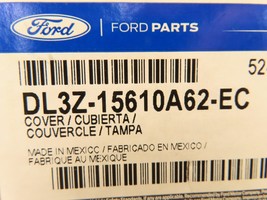 Ford FORD PARTS
52
DL3Z-15610A62-EC
COVER / CUBIERTA /
COUVERCLE / TAMPA
MADE IN MEXICO / FABRICADO EN MEXICO /
FABRIQUE AU MEXIQUE